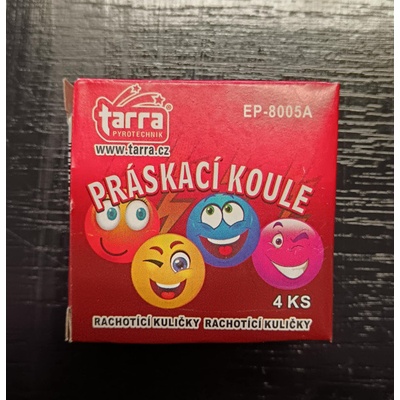 tarra
PYROTECHNIK
EP-8005A
www.tarra.cz
PRÁSKACÍ KOULE
4 KS
RACHOTÍCÍ KULIČKY RACHOTÍCÍ KULIČKY